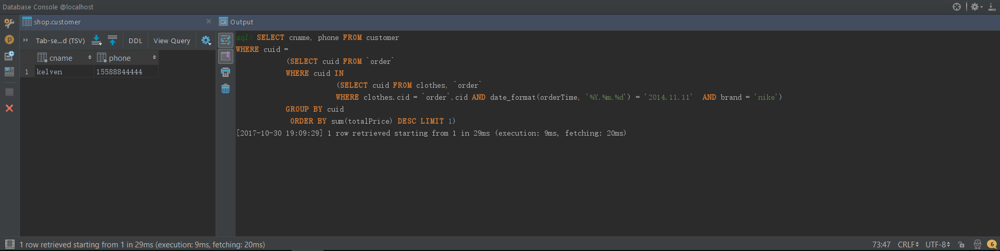 Database Console @localhost
shop.customer
Output
Tab-se...d (TSV)
DDL
View Query
cname
phone
1 kelven 15588844444
sql> SELECT cname, phone FROM customer
WHERE cuid =
(SELECT cuid FROM `order`
WHERE cuid IN
(SELECT cuid FROM clothes, `order`
WHERE clothes.cid = `order`.cid AND date_format(orderTime, '%Y.%m.%d') = '2014.11.11'  AND brand = 'nike')
GROUP BY cuid
ORDER BY sum(totalPrice) DESC LIMIT 1)
[2017-10-30 19:09:29] 1 row retrieved starting from 1 in 29ms (execution: 9ms, fetching: 20ms)
1 row retrieved starting from 1 in 29ms (execution: 9ms, fetching: 20ms)
73:47 CRLF UTF-8 6